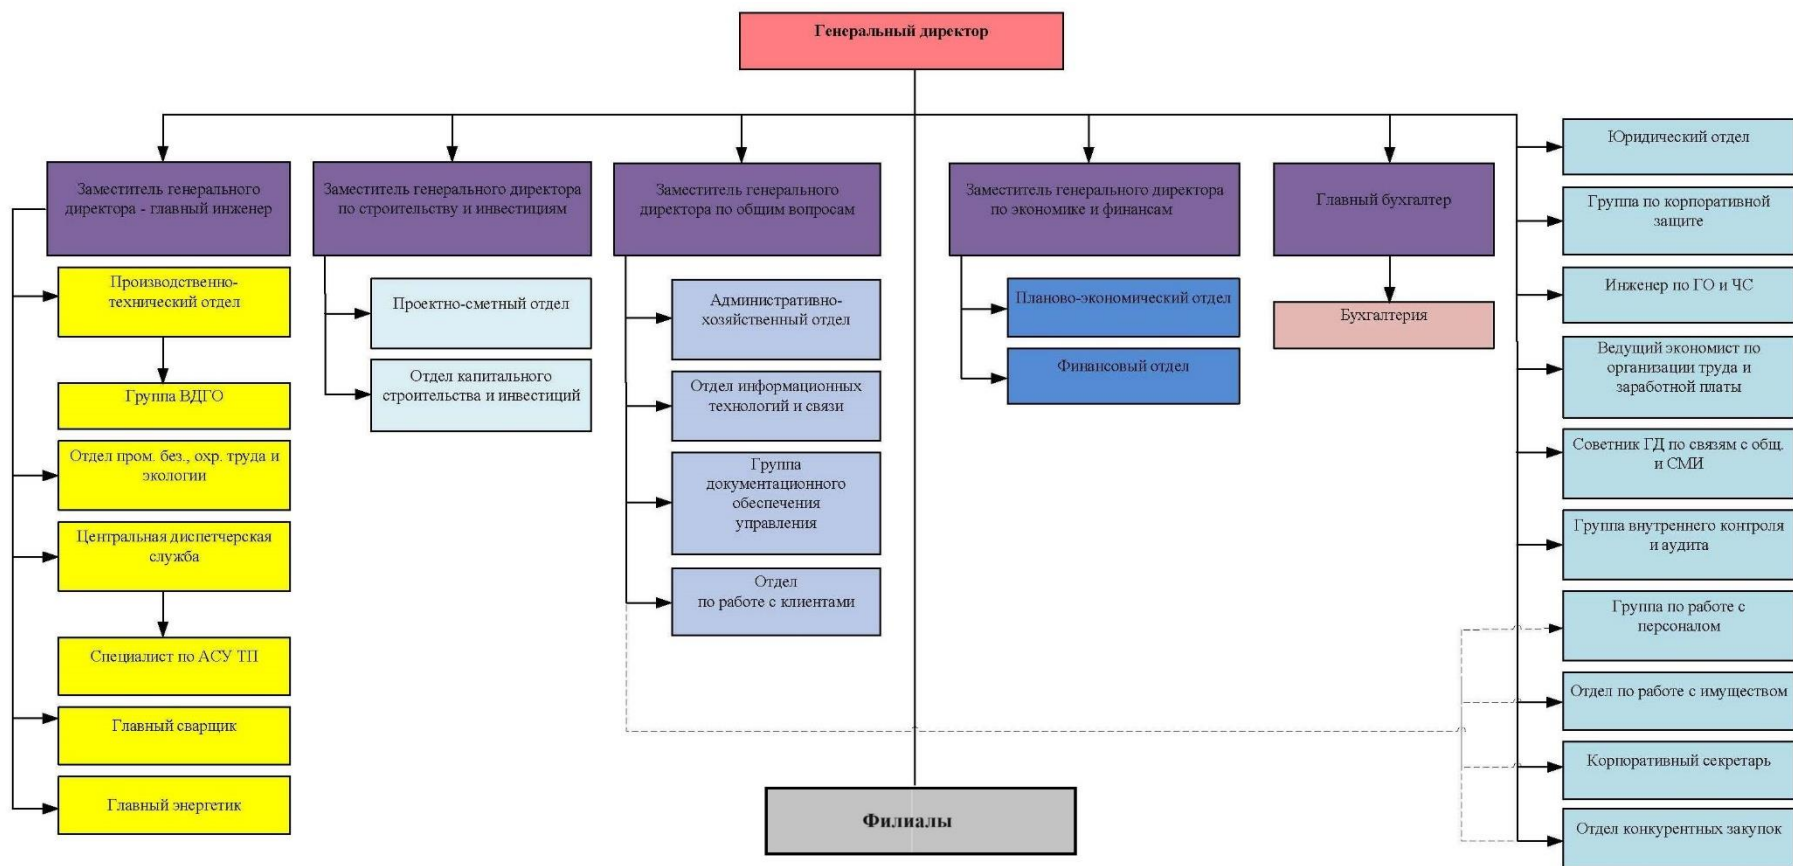 Генеральный директор
Заместитель генерального
директора - главный инженер
Заместитель генерального директора
по строительству и инвестициям
Заместитель генерального
директора по общим вопросам
Заместитель генерального директора
по экономике и финансам
Главный бухгалтер
Производственно-
технический отдел
Группа ВДГО
Отдел пром. без., охр. труда и
экологии
Центральная диспетчерская
служба
Специалист по АСУ ТП
Главный сварщик
Главный энергетик
Проектно-сметный отдел
Отдел капитального
строительства и инвестиций
Административно-
хозяйственный отдел
Отдел информационных
технологий и связи
Группа
документационного
обеспечения
управления
Отдел
по работе с клиентами
Планово-экономический отдел
Финансовый отдел
Бухгалтерия
Юридический отдел
Группа по корпоративной
защите
Инженер по ГО и ЧС
Ведущий экономист по
организации труда и
заработной платы
Советник ГД по связям с общ.
и СМИ
Группа внутреннего контроля
и аудита
Группа по работе с
персоналом
Отдел по работе с имуществом
Корпоративный секретарь
Отдел конкурентных закупок
Филиалы